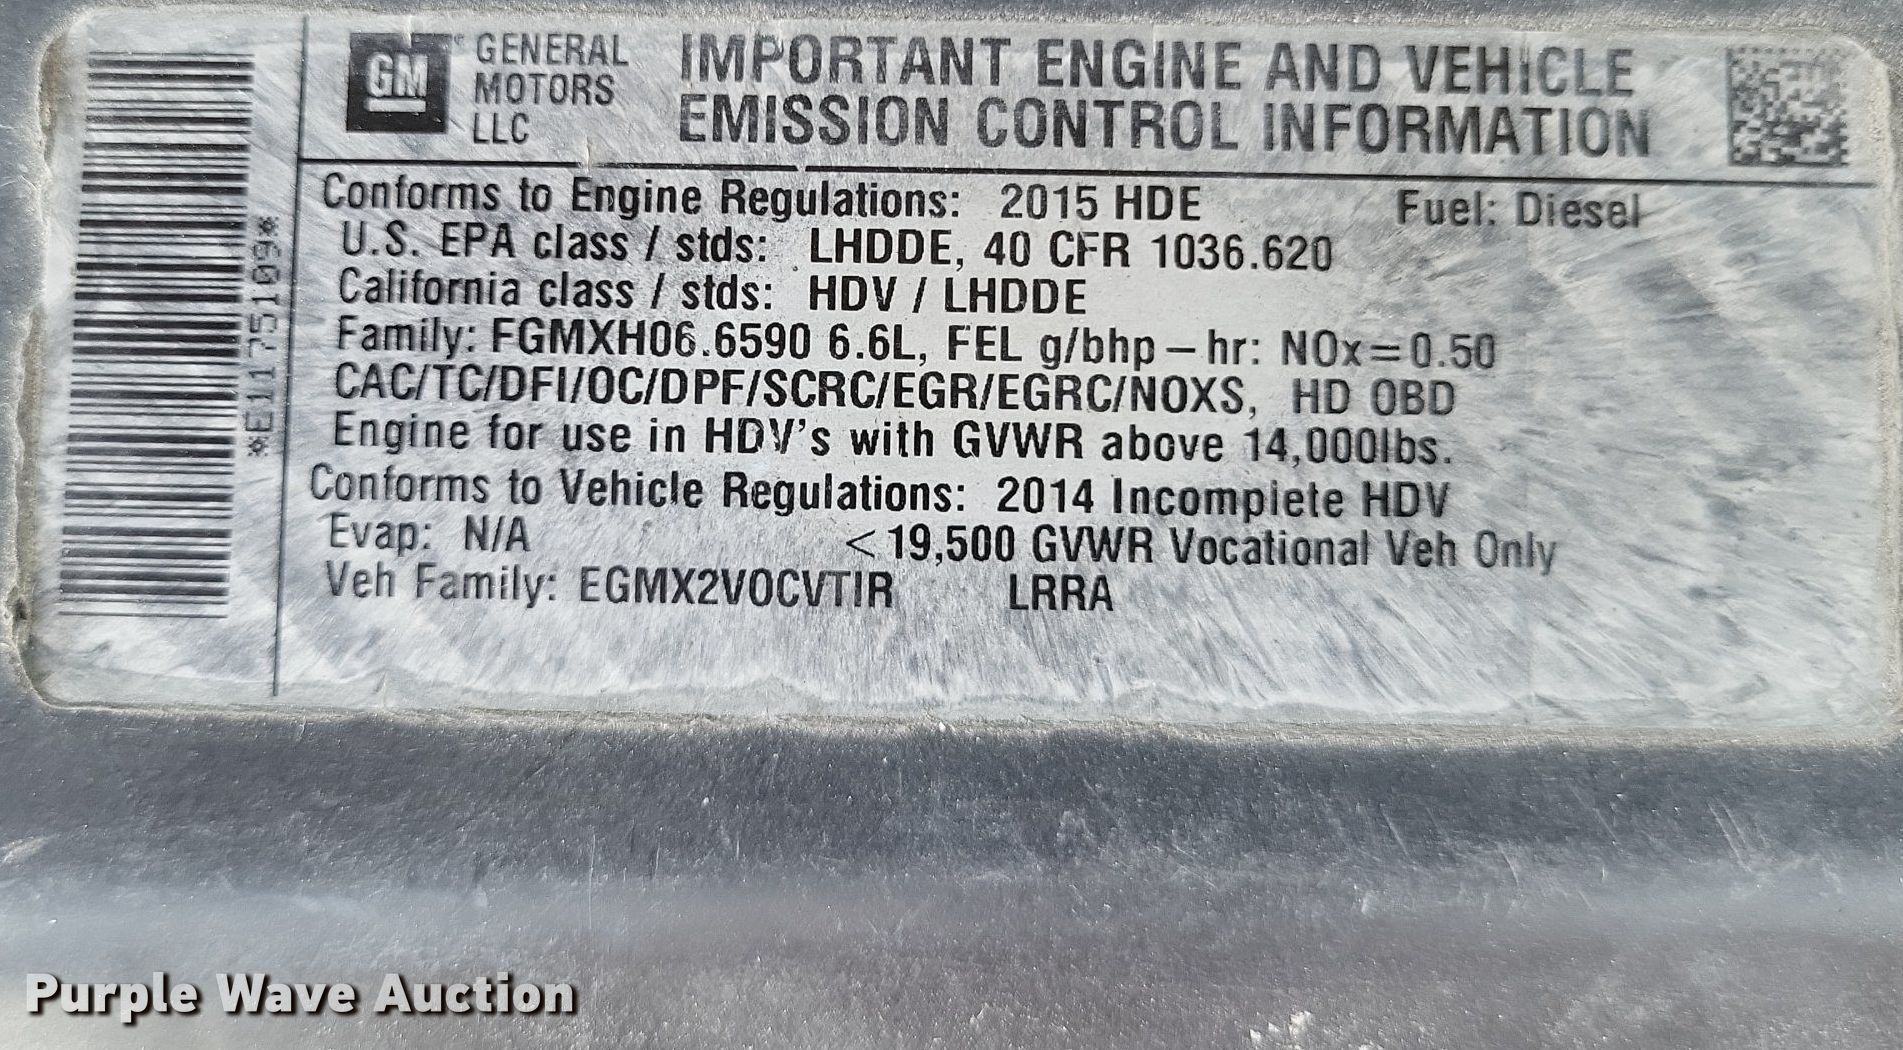 GM GENERAL MOTORS LLC
IMPORTANT ENGINE AND VEHICLE
EMISSION CONTROL INFORMATION
*E1175109*
Conforms to Engine Regulations: 2015 HDE Fuel: Diesel
U.S. EPA class / stds: LHDDE, 40 CFR 1036.620
California class / stds: HDV / LHDDE
Family: FGMXH06.6590 6.6L, FEL g/bhp – hr: NOx=0.50
CAC/TC/DFI/OC/DPF/SCRC/EGR/EGRC/NOXS, HD OBD
Engine for use in HDV's with GVWR above 14,000lbs.
Conforms to Vehicle Regulations: 2014 Incomplete HDV
Evap: N/A <19,500 GVWR Vocational Veh Only
Veh Family: EGMX2VOCVTIR LRRA
Purple Wave Auction